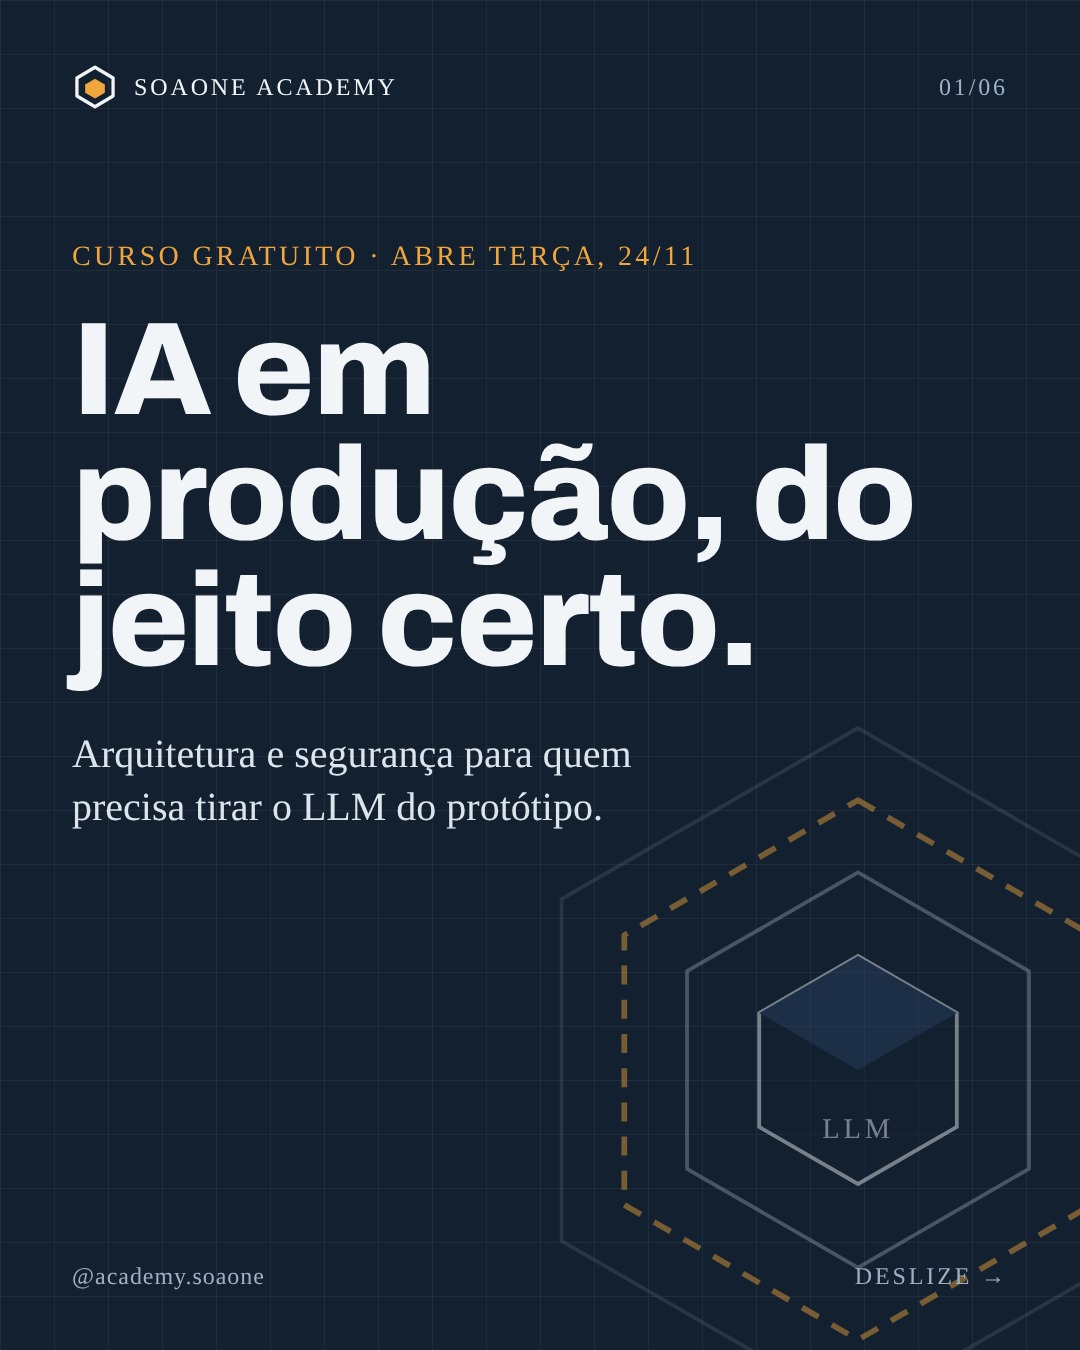 SOAONE ACADEMY
01/06
CURSO GRATUITO · ABRE TERÇA, 24/11
IA em
produção, do
jeito certo.
Arquitetura e segurança para quem
precisa tirar o LLM do protótipo.
LLM
@academy.soaone
DESLIZE →